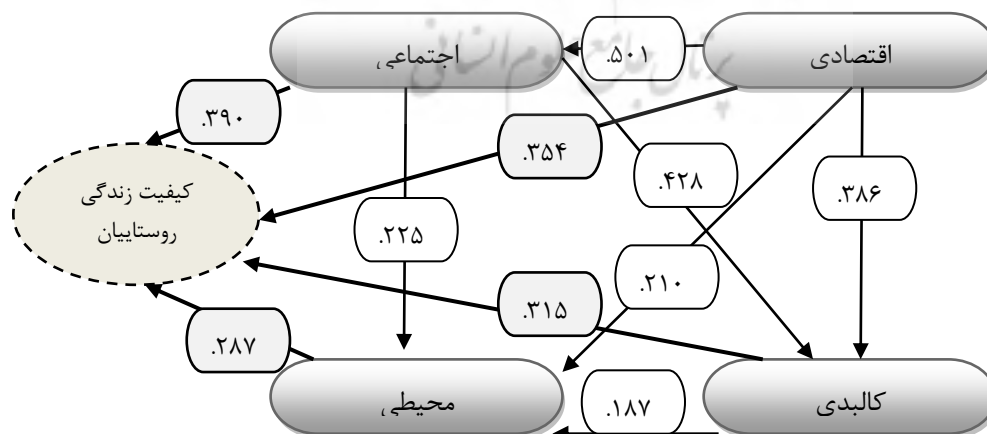 اقتصادی
.۵۰۱
اجتماعی
.۳۹۰
.۳۵۴
.۴۲۸
.۳۸۶
کیفیت زندگی
روستاییان
.۲۲۵
.۲۱۰
.۳۱۵
.۲۸۷
کالبدی
.۱۸۷
محیطی